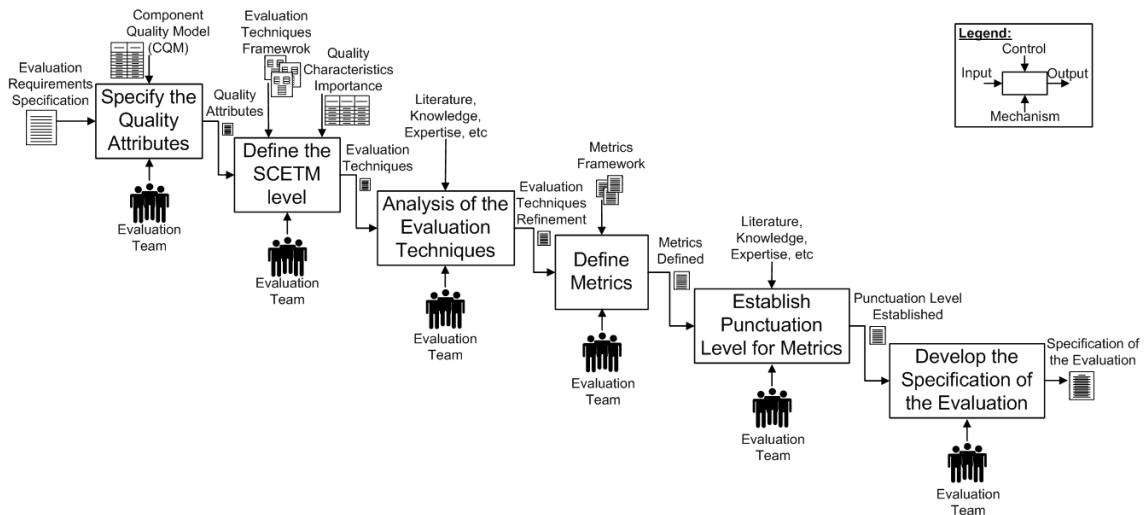 Component
Quality Model
(CQM)
Evaluation
Requirements
Specification
Specify the
Quality
Attributes
Evaluation
Team
Quality
Attributes
Evaluation
Techniques
Framewrok
Quality
Characteristics
Importance
Define the
SCETM
level
Evaluation
Team
Evaluation
Techniques
Literature,
Knowledge,
Expertise, etc
Analysis of the
Evaluation
Techniques
Evaluation
Team
Evaluation
Techniques
Refinement
Metrics
Framework
Define
Metrics
Evaluation
Team
Metrics
Defined
Literature,
Knowledge,
Expertise, etc
Establish
Punctuation
Level for Metrics
Evaluation
Team
Punctuation Level
Established
Develop the
Specification of
the Evaluation
Evaluation
Team
Specification of
the Evaluation
Legend:
Control
Input
Output
Mechanism